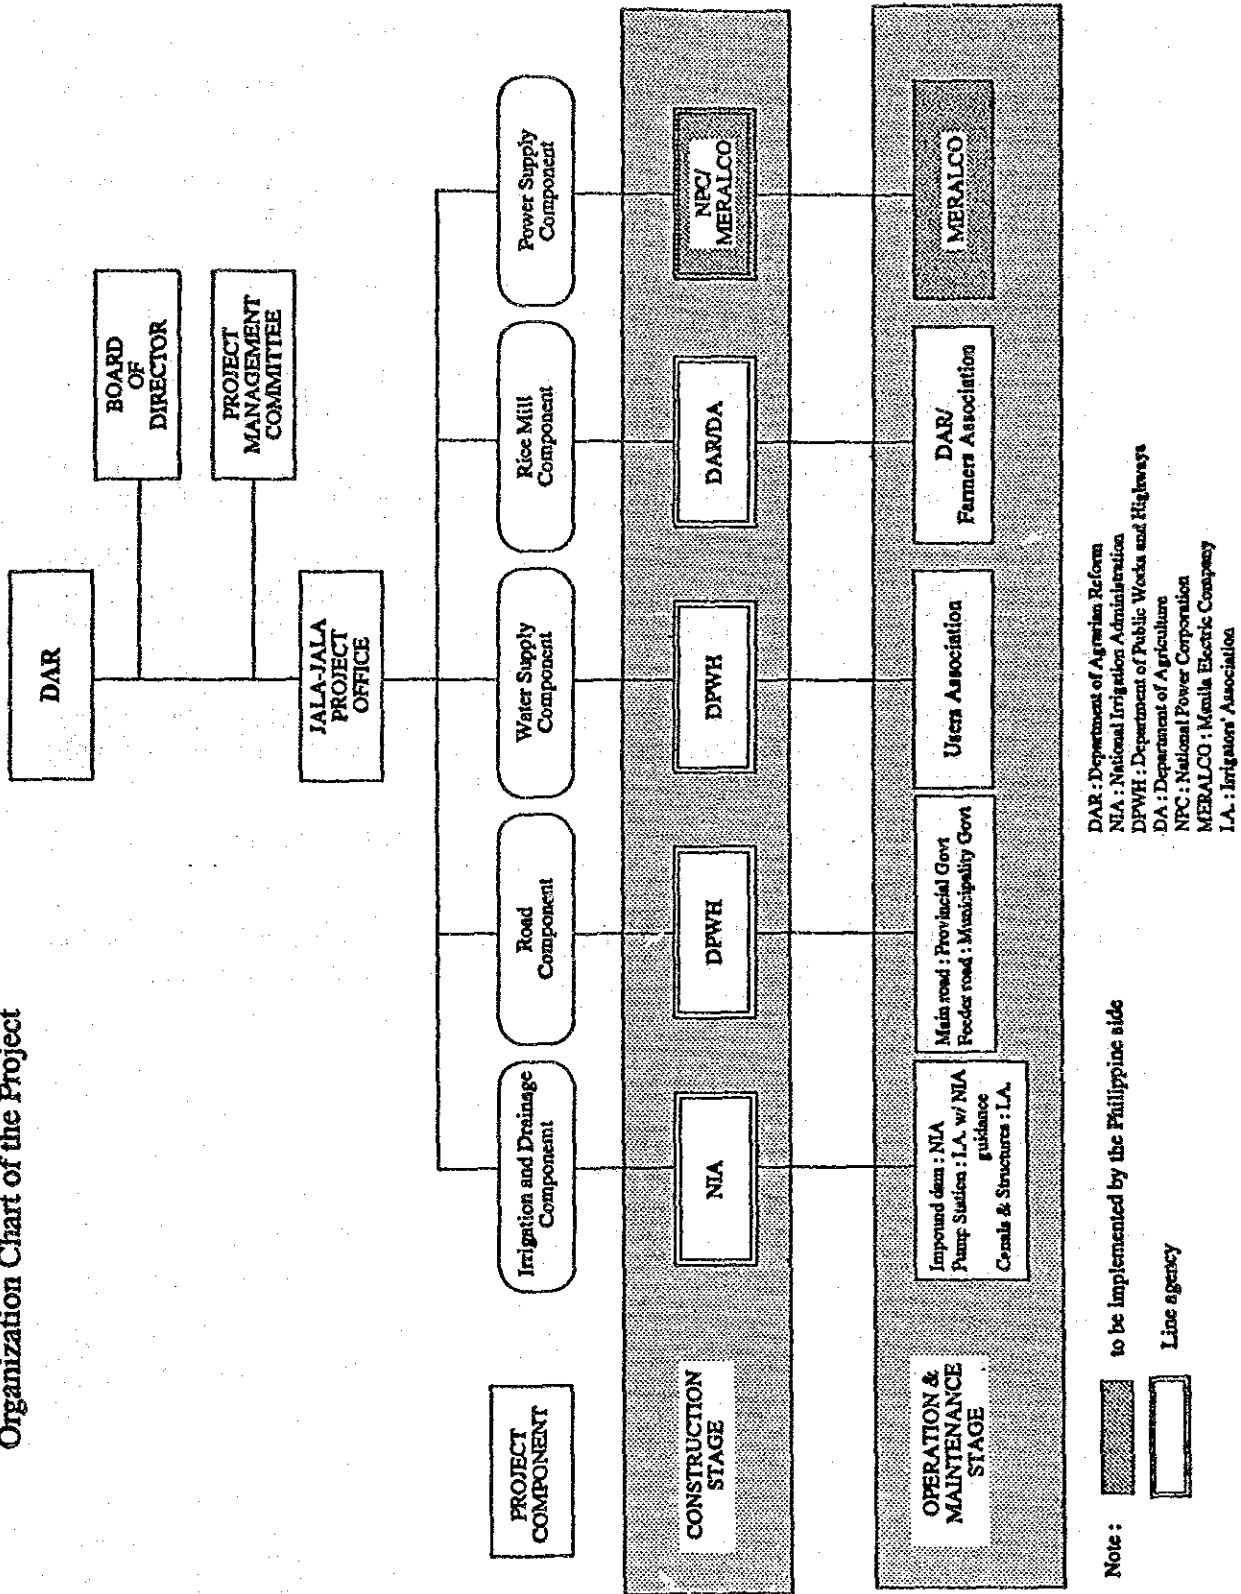 Organization Chart of the Project
DAR
BOARD
OF
DIRECTOR
PROJECT
MANAGEMENT
COMMITTEE
JALA-JALA
PROJECT
OFFICE
PROJECT
COMPONENT
Irrigation and Drainage
Component
Road
Component
Water Supply
Component
Rice Mill
Component
Power Supply
Component
CONSTRUCTION
STAGE
NIA
DPWH
DPWH
DAR/DA
NPC/
MERALCO
OPERATION &
MAINTENANCE
STAGE
Impound dam : NIA
Pump Station : I.A. w/ NIA
guidance
Canals & Structures : I.A.
Main road : Provincial Govt
Feeder road : Municipality Govt
Users Association
DAR/
Farmers Association
MERALCO
Note :
to be implemented by the Philippine side
Line agency
DAR : Department of Agrarian Reform
NIA : National Irrigation Administration
DPWH : Department of Public Works and Highways
DA : Department of Agriculture
NPC : National Power Corporation
MERALCO : Manila Electric Company
I.A. : Irrigators' Association